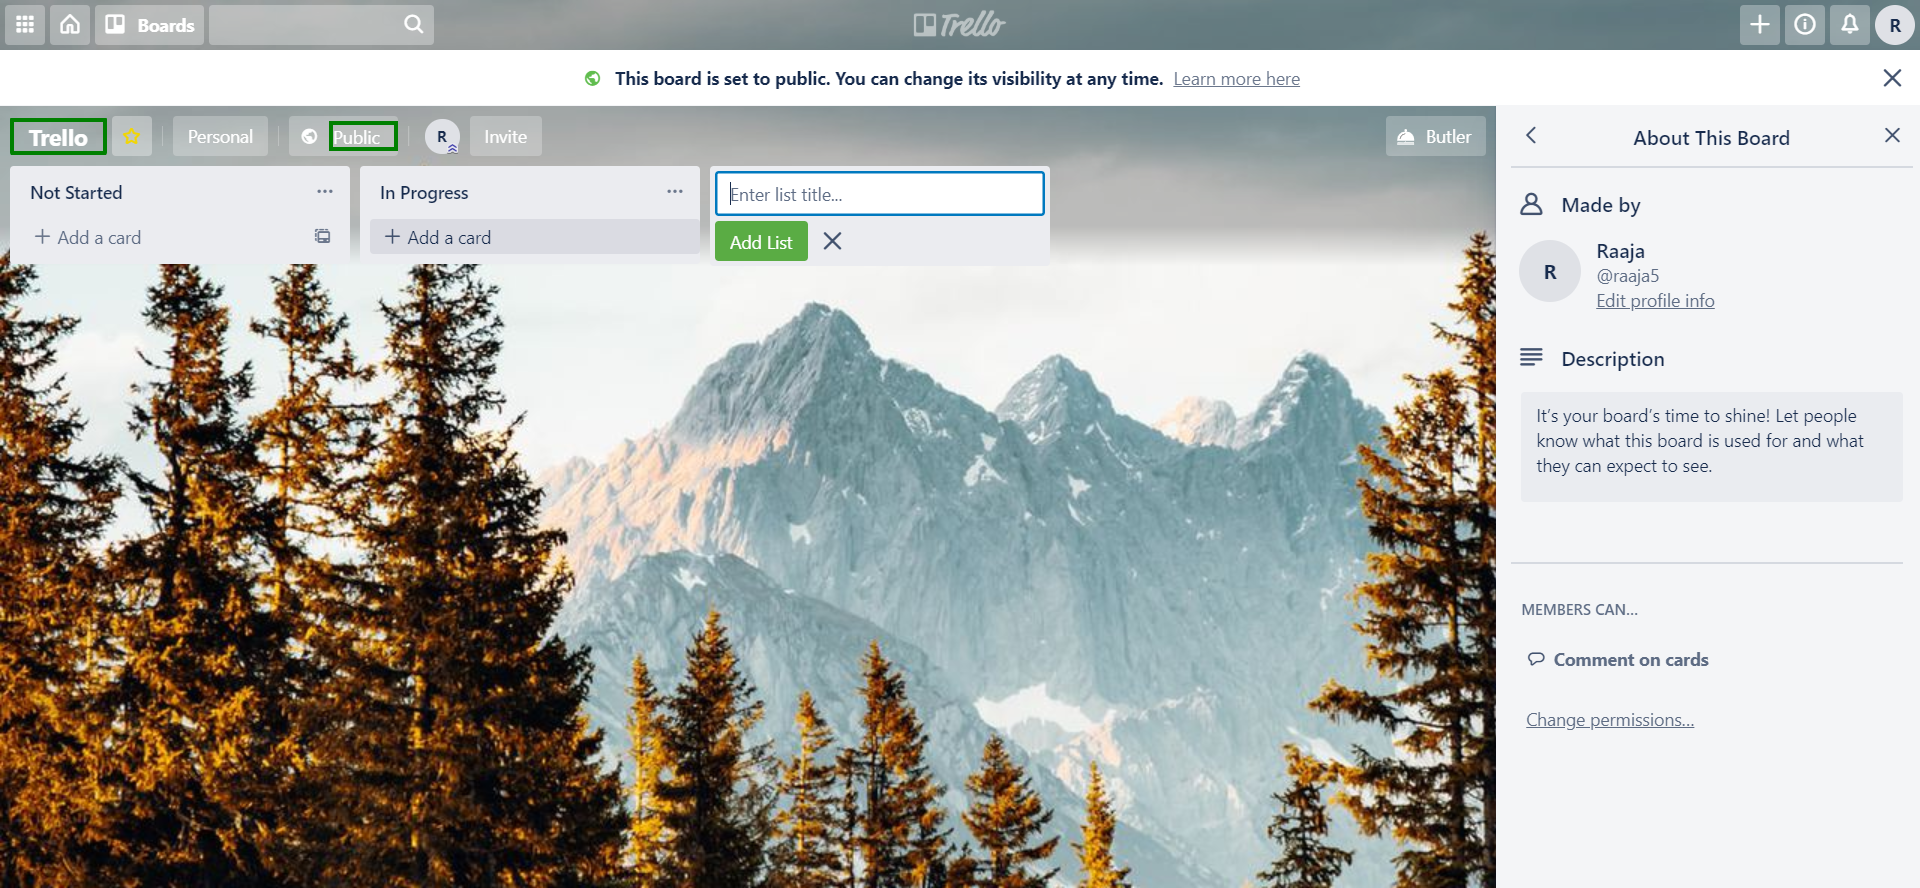 Boards
Trello
R
This board is set to public. You can change its visibility at any time. Learn more here
Trello
Personal
Public
R
Invite
Butler
Not Started
Add a card
In Progress
Add a card
Enter list title...
Add List
About This Board
Made by
R
Raaja
@raaja5
Edit profile info
Description
It's your board's time to shine! Let people
know what this board is used for and what
they can expect to see.
MEMBERS CAN...
Comment on cards
Change permissions...